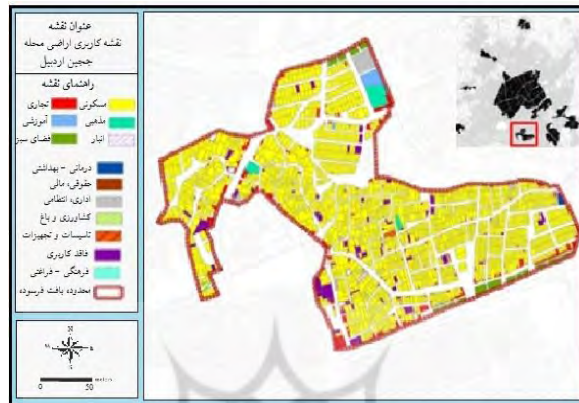 عنوان نقشه
نقشه کاربری اراضی محله
ججین اردبیل
راهنمای نقشه
مسکونی تجاری
مذهبی آموزشی
انبار فضای سبز
درمانی - بهداشتی
حقوقی، مالی
اداری، انتظامی
کشاورزی و باغ
تاسیسات و تجهیزات
فاقد کاربری
فرهنگی - فراغتی
محدوده بافت فرسوده
N
E
S
0 50